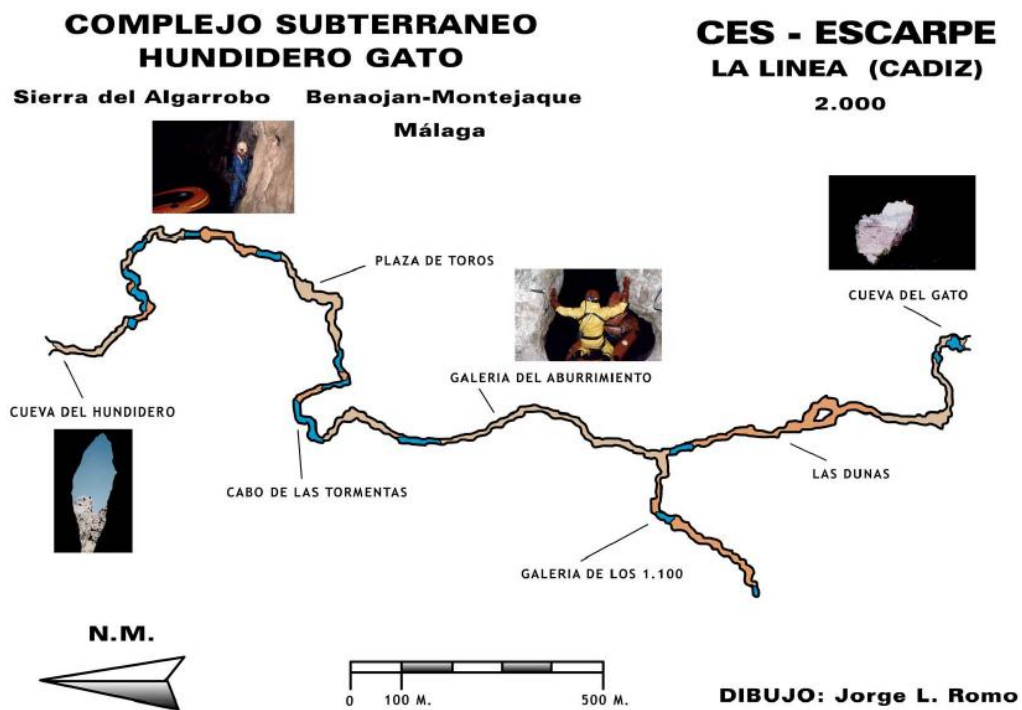 COMPLEJO SUBTERRANEO
HUNDIDERO GATO
Sierra del Algarrobo Benaojan-Montejaque
Málaga
CES - ESCARPE
LA LINEA (CADIZ)
2.000
PLAZA DE TOROS
CUEVA DEL GATO
GALERIA DEL ABURRIMIENTO
CUEVA DEL HUNDIDERO
LAS DUNAS
CABO DE LAS TORMENTAS
GALERIA DE LOS 1.100
N.M.
0 100 M. 500 M.
DIBUJO: Jorge L. Romo